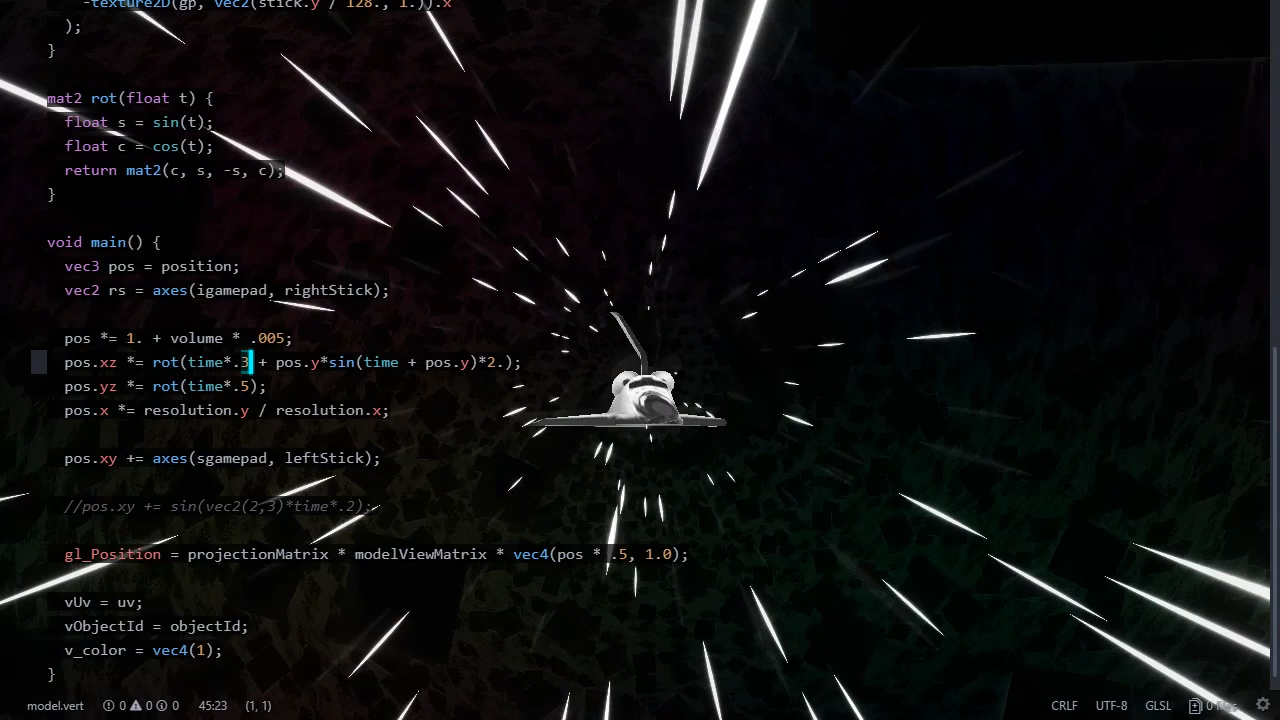 -texture2D(gp, vec2(stick.y / 128., 1.)).x
);
}
mat2 rot(float t) {
float s = sin(t);
float c = cos(t);
return mat2(c, s, -s, c);
}
void main() {
vec3 pos = position;
vec2 rs = axes(igamepad, rightStick);
pos *= 1. + volume * .005;
pos.xz *= rot(time*.3 + pos.y*sin(time + pos.y)*2.);
pos.yz *= rot(time*.5);
pos.x *= resolution.y / resolution.x;
pos.xy += axes(sgamepad, leftStick);
//pos.xy += sin(vec2(2,3)*time*.2);
gl_Position = projectionMatrix * modelViewMatrix * vec4(pos * .5, 1.0);
vUv = uv;
vObjectId = objectId;
v_color = vec4(1);
}
model.vert 0 0 0 45:23 (1, 1) CRLF UTF-8 GLSL 0 files